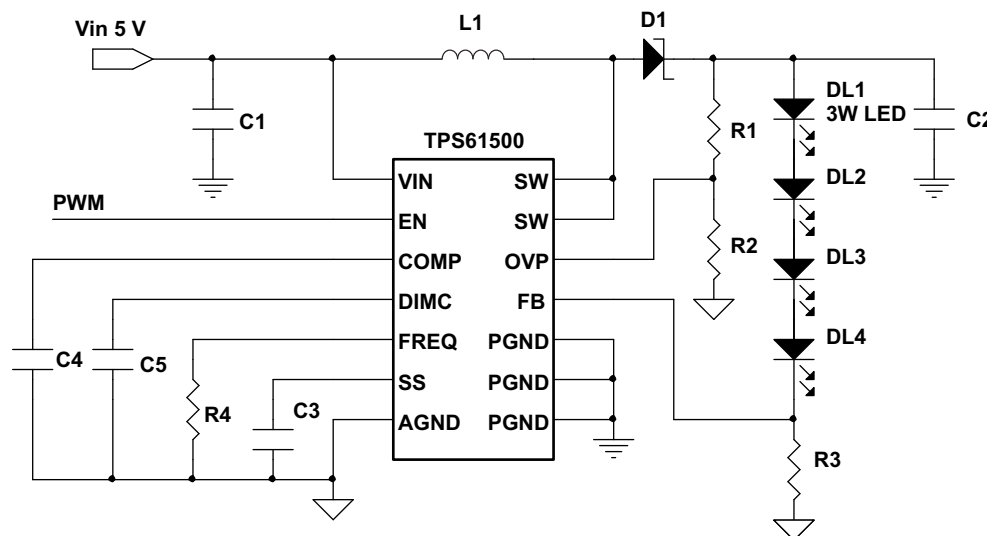 Vin 5 V
L1
D1
C1
R1
DL1
3W LED
C2
TPS61500
VIN
SW
PWM
EN
SW
DL2
R2
COMP
OVP
DL3
DIMC
FB
C4
C5
FREQ
PGND
DL4
R4
C3
SS
PGND
AGND
PGND
R3